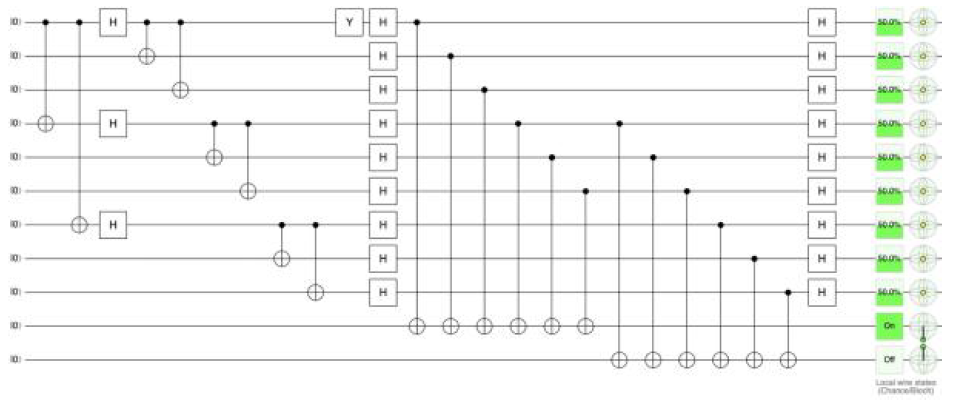 |0⟩ H Y H H 50.0%
|0⟩ H H 50.0%
|0⟩ H H 50.0%
|0⟩ H H H 50.0%
|0⟩ H H 50.0%
|0⟩ H H 50.0%
|0⟩ H H H 50.0%
|0⟩ H H 50.0%
|0⟩ H H 50.0%
|0⟩ On
|0⟩ Off
Local wire states
(Chance/Bloch)